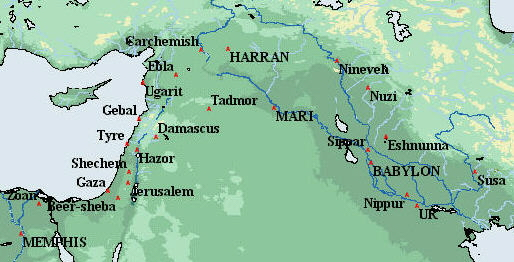 Carchemish
HARRAN
Ebla
Nineveh
Ugarit
Nuzi
Tadmor
Gebal
MARI
Damascus
Tyre
Eshnunna
Sippar
Hazor
Shechem
BABYLON
Susa
Gaza
Jerusalem
Zoan
Beer-sheba
Nippur
UR
MEMPHIS